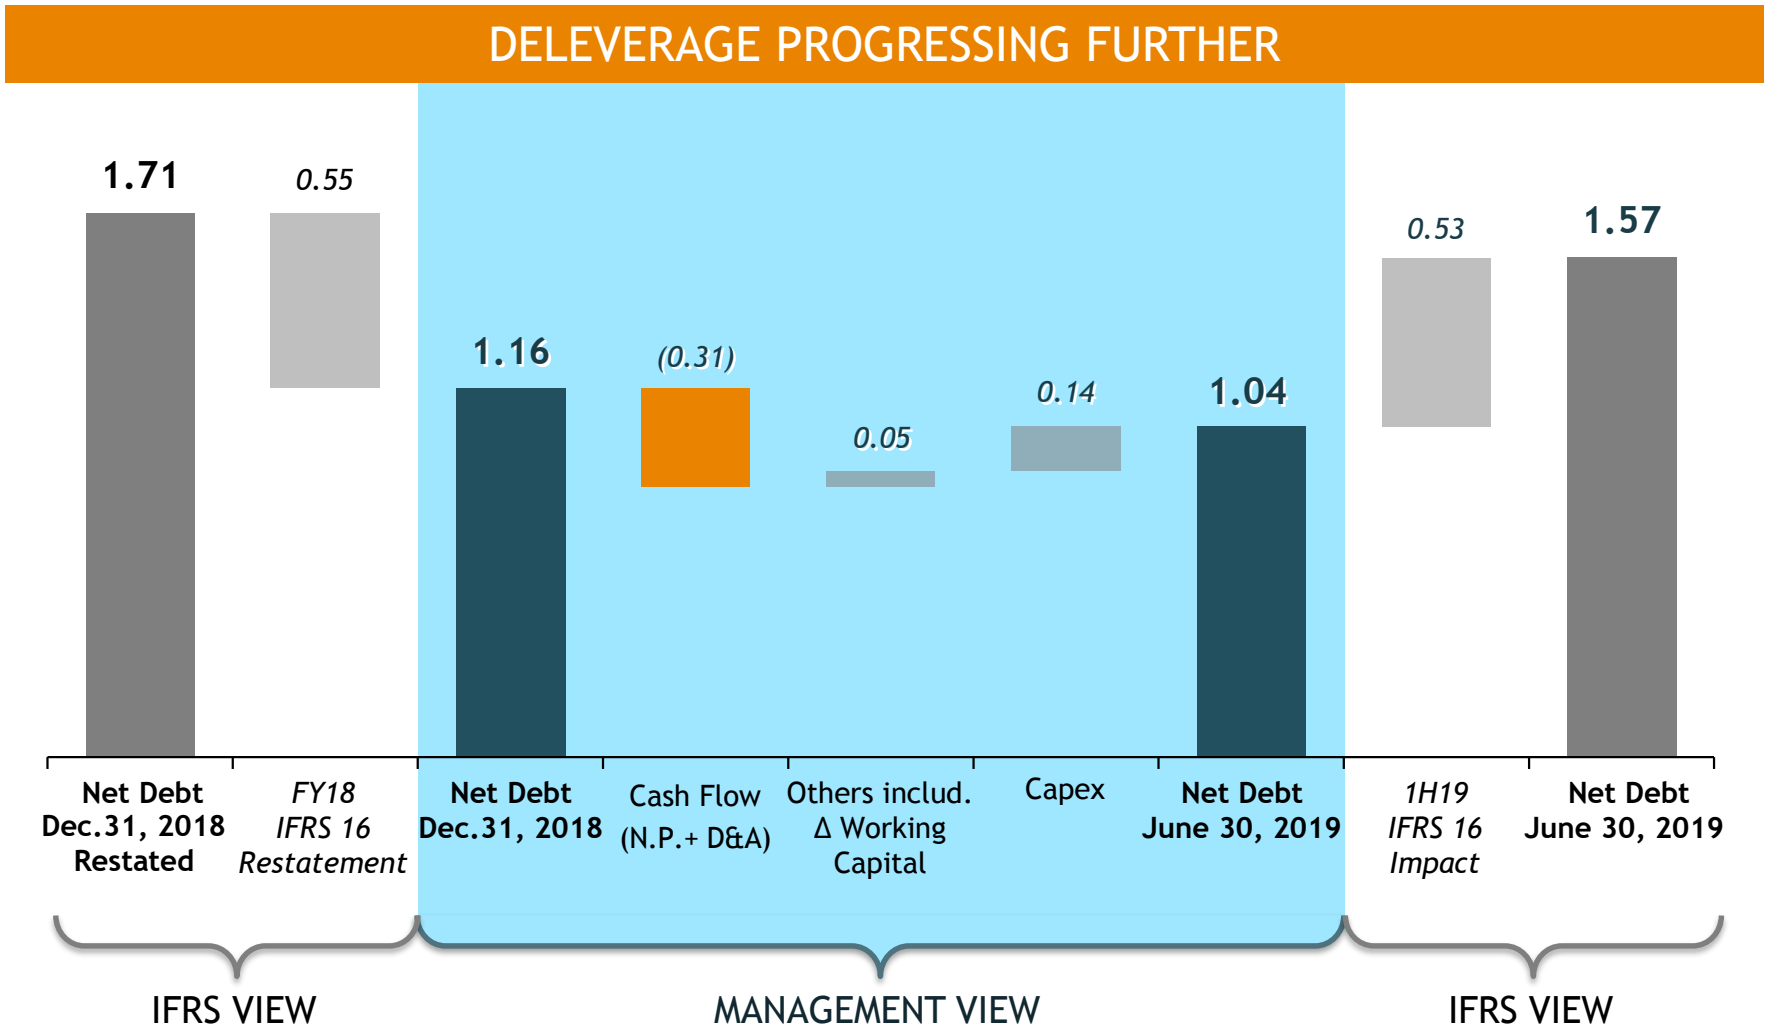 DELEVERAGE PROGRESSING FURTHER
1.71
0.55
1.16
(0.31)
0.05
0.14
1.04
0.53
1.57
Net Debt
Dec.31, 2018
Restated
FY18
IFRS 16
Restatement
Net Debt
Dec.31, 2018
Cash Flow
(N.P.+ D&A)
Others includ.
Δ Working
Capital
Capex
Net Debt
June 30, 2019
1H19
IFRS 16
Impact
Net Debt
June 30, 2019
IFRS VIEW
MANAGEMENT VIEW
IFRS VIEW